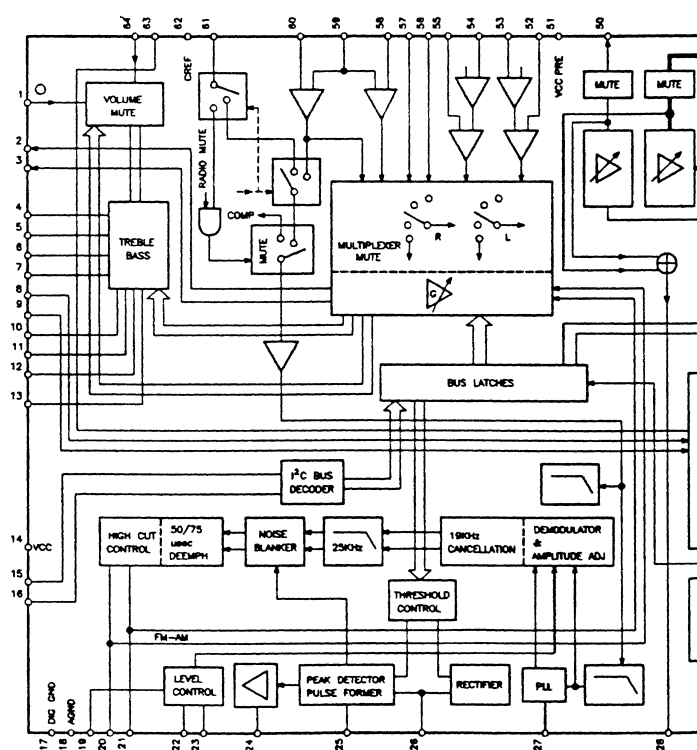 64 63 62 61 60 59 58 57 56 55 54 53 52 51 50
CREF
VCC PRE
1
VOLUME
MUTE
MUTE
MUTE
RADIO MUTE
2
3
4
5
6
7
8
9
10
11
12
13
TREBLE
BASS
COMP
MUTE
MULTIPLEXER
MUTE
R
L
G
BUS LATCHES
I²C BUS
DECODER
14
VCC
15
16
HIGH CUT
CONTROL
50/75
usec
DEEMPH
NOISE
BLANKER
25KHz
19KHz
CANCELLATION
DEMODULATOR
&
AMPLITUDE ADJ
THRESHOLD
CONTROL
FM-AM
LEVEL
CONTROL
PEAK DETECTOR
PULSE FORMER
RECTIFIER
PLL
DIG GND
AGND
17 18 19 20 21 22 23 24 25 26 27 28